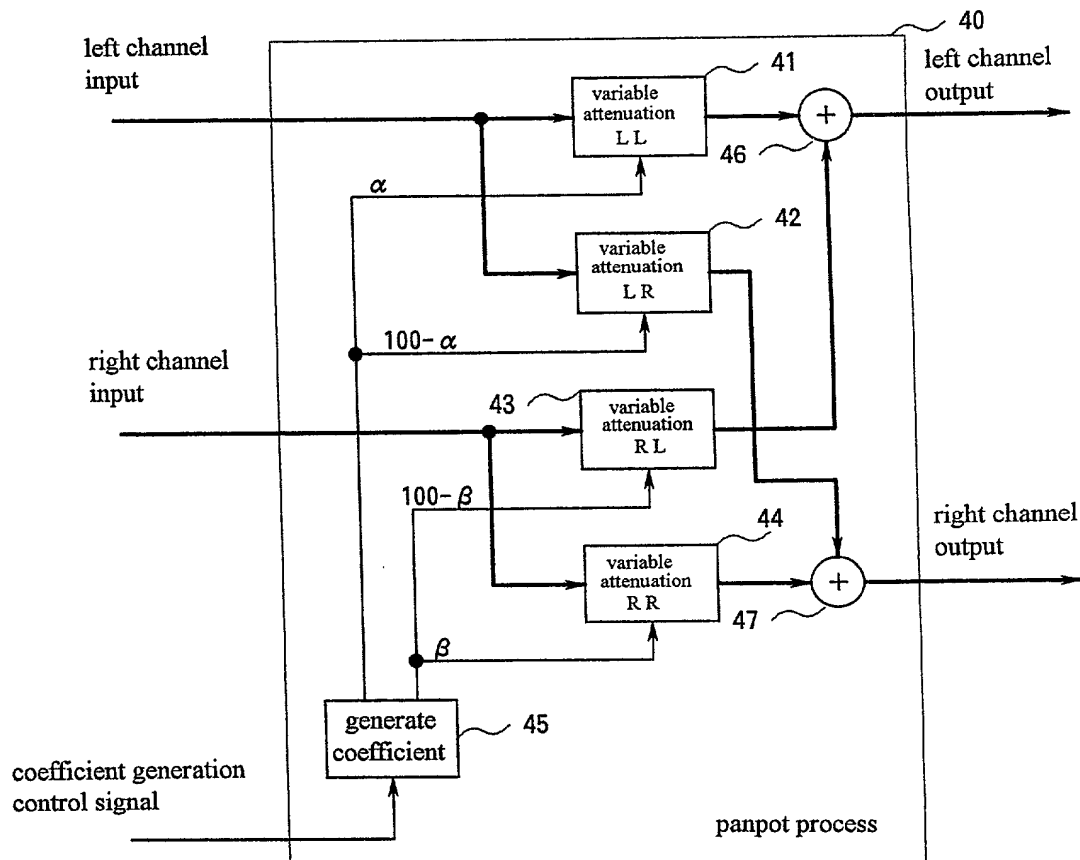 40
left channel
input
41
left channel
output
variable
attenuation
L L
+
46
α
42
variable
attenuation
L R
100-α
right channel
input
43
variable
attenuation
R L
100-β
44
right channel
output
variable
attenuation
R R
+
47
β
generate
coefficient
45
coefficient generation
control signal
panpot process